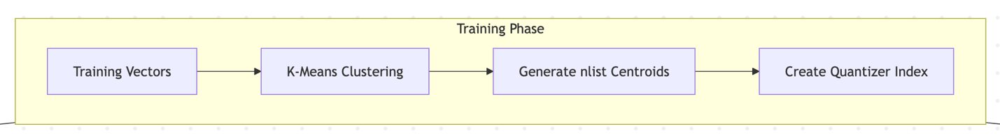 Training Phase
Training Vectors
K-Means Clustering
Generate nlist Centroids
Create Quantizer Index